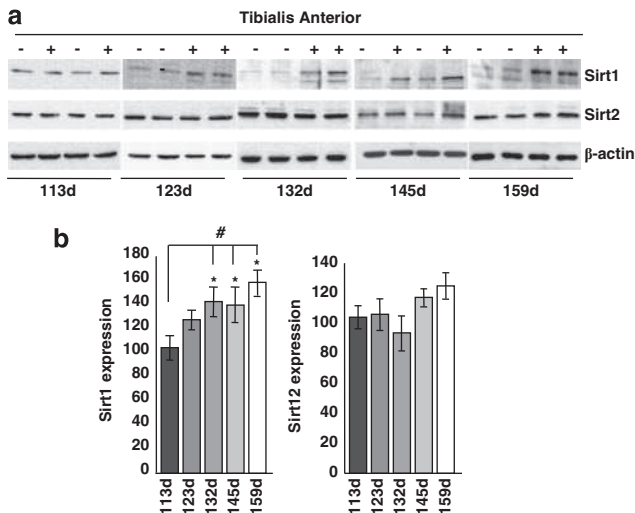 a
Tibialis Anterior
- + - + - - + + - - + + - + - + - - + +
Sirt1
Sirt2
β-actin
113d 123d 132d 145d 159d
b
#
* * *
180
160
140
120
100
80
60
40
20
0
Sirt1 expression
113d 123d 132d 145d 159d
140
120
100
80
60
40
20
0
Sirt12 expression
113d 123d 132d 145d 159d